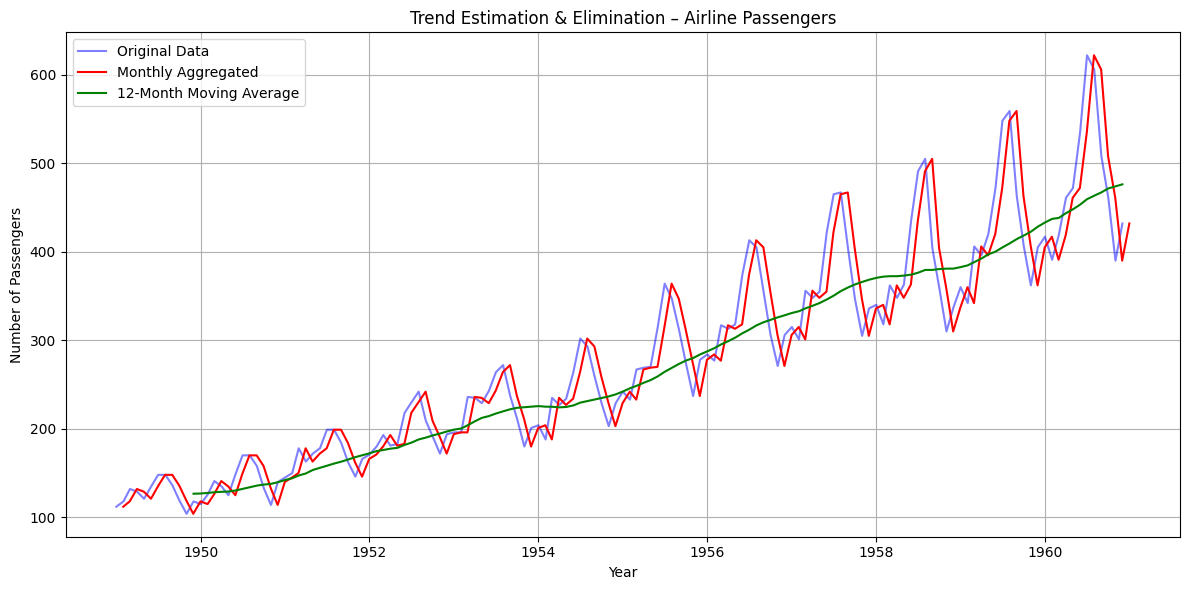 Trend Estimation & Elimination – Airline Passengers
Original Data
Monthly Aggregated
12-Month Moving Average
Number of Passengers
600
500
400
300
200
100
1950 1952 1954 1956 1958 1960
Year